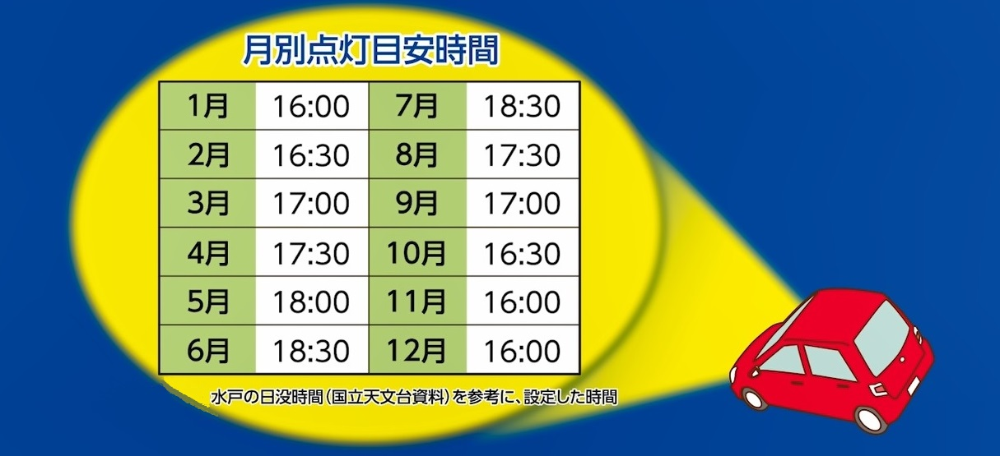 月別点灯目安時間
1月 16:00 7月 18:30
2月 16:30 8月 17:30
3月 17:00 9月 17:00
4月 17:30 10月 16:30
5月 18:00 11月 16:00
6月 18:30 12月 16:00
水戸の日没時間(国立天文台資料)を参考に、設定した時間